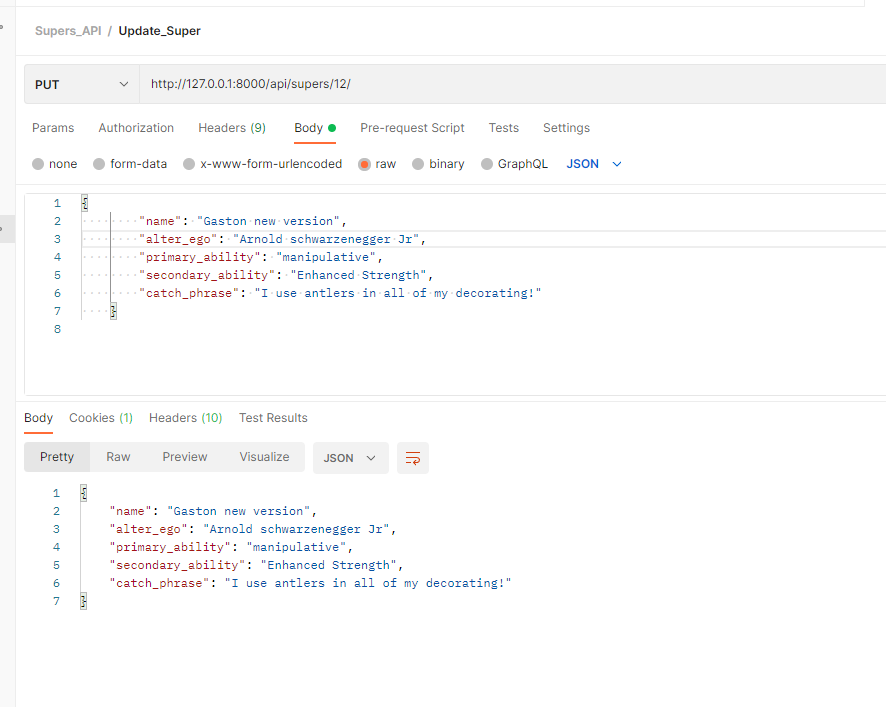 Supers_API / Update_Super
PUT http://127.0.0.1:8000/api/supers/12/
Params Authorization Headers (9) Body Pre-request Script Tests Settings
none form-data x-www-form-urlencoded raw binary GraphQL JSON
1 {
2 "name": "Gaston new version",
3 "alter_ego": "Arnold schwarzenegger Jr",
4 "primary_ability": "manipulative",
5 "secondary_ability": "Enhanced Strength",
6 "catch_phrase": "I use antlers in all of my decorating!"
7 }
8
Body Cookies (1) Headers (10) Test Results
Pretty Raw Preview Visualize JSON
1 {
2 "name": "Gaston new version",
3 "alter_ego": "Arnold schwarzenegger Jr",
4 "primary_ability": "manipulative",
5 "secondary_ability": "Enhanced Strength",
6 "catch_phrase": "I use antlers in all of my decorating!"
7 }